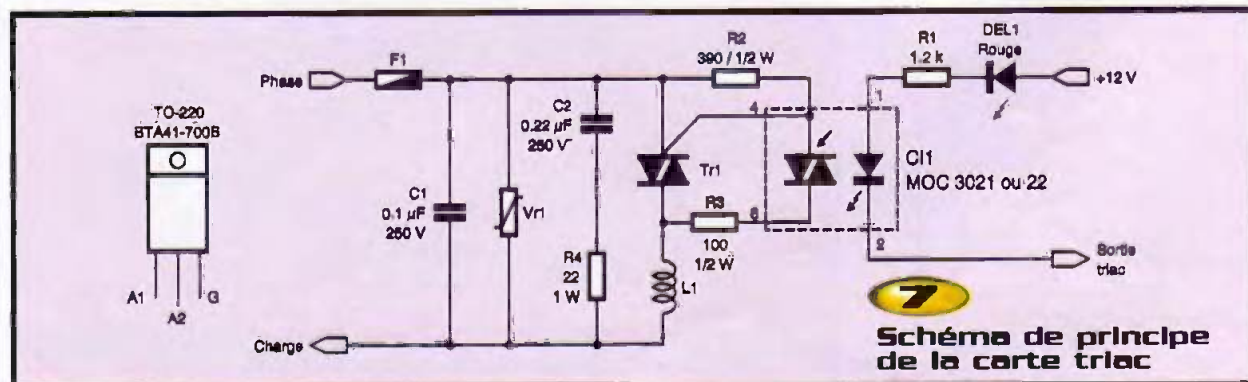 TO-220
BTA41-700B
A1
A2
G
Phase
F1
C1
0.1 µF
250 V
Vr1
C2
0.22 µF
250 V
R4
22
1 W
Tr1
L1
R2
390 / 1/2 W
R3
100
1/2 W
4
6
R1
1.2 k
DEL1
Rouge
+12 V
1
2
CI1
MOC 3021 ou 22
Sortie
triac
Charge
7
Schéma de principe
de la carte triac